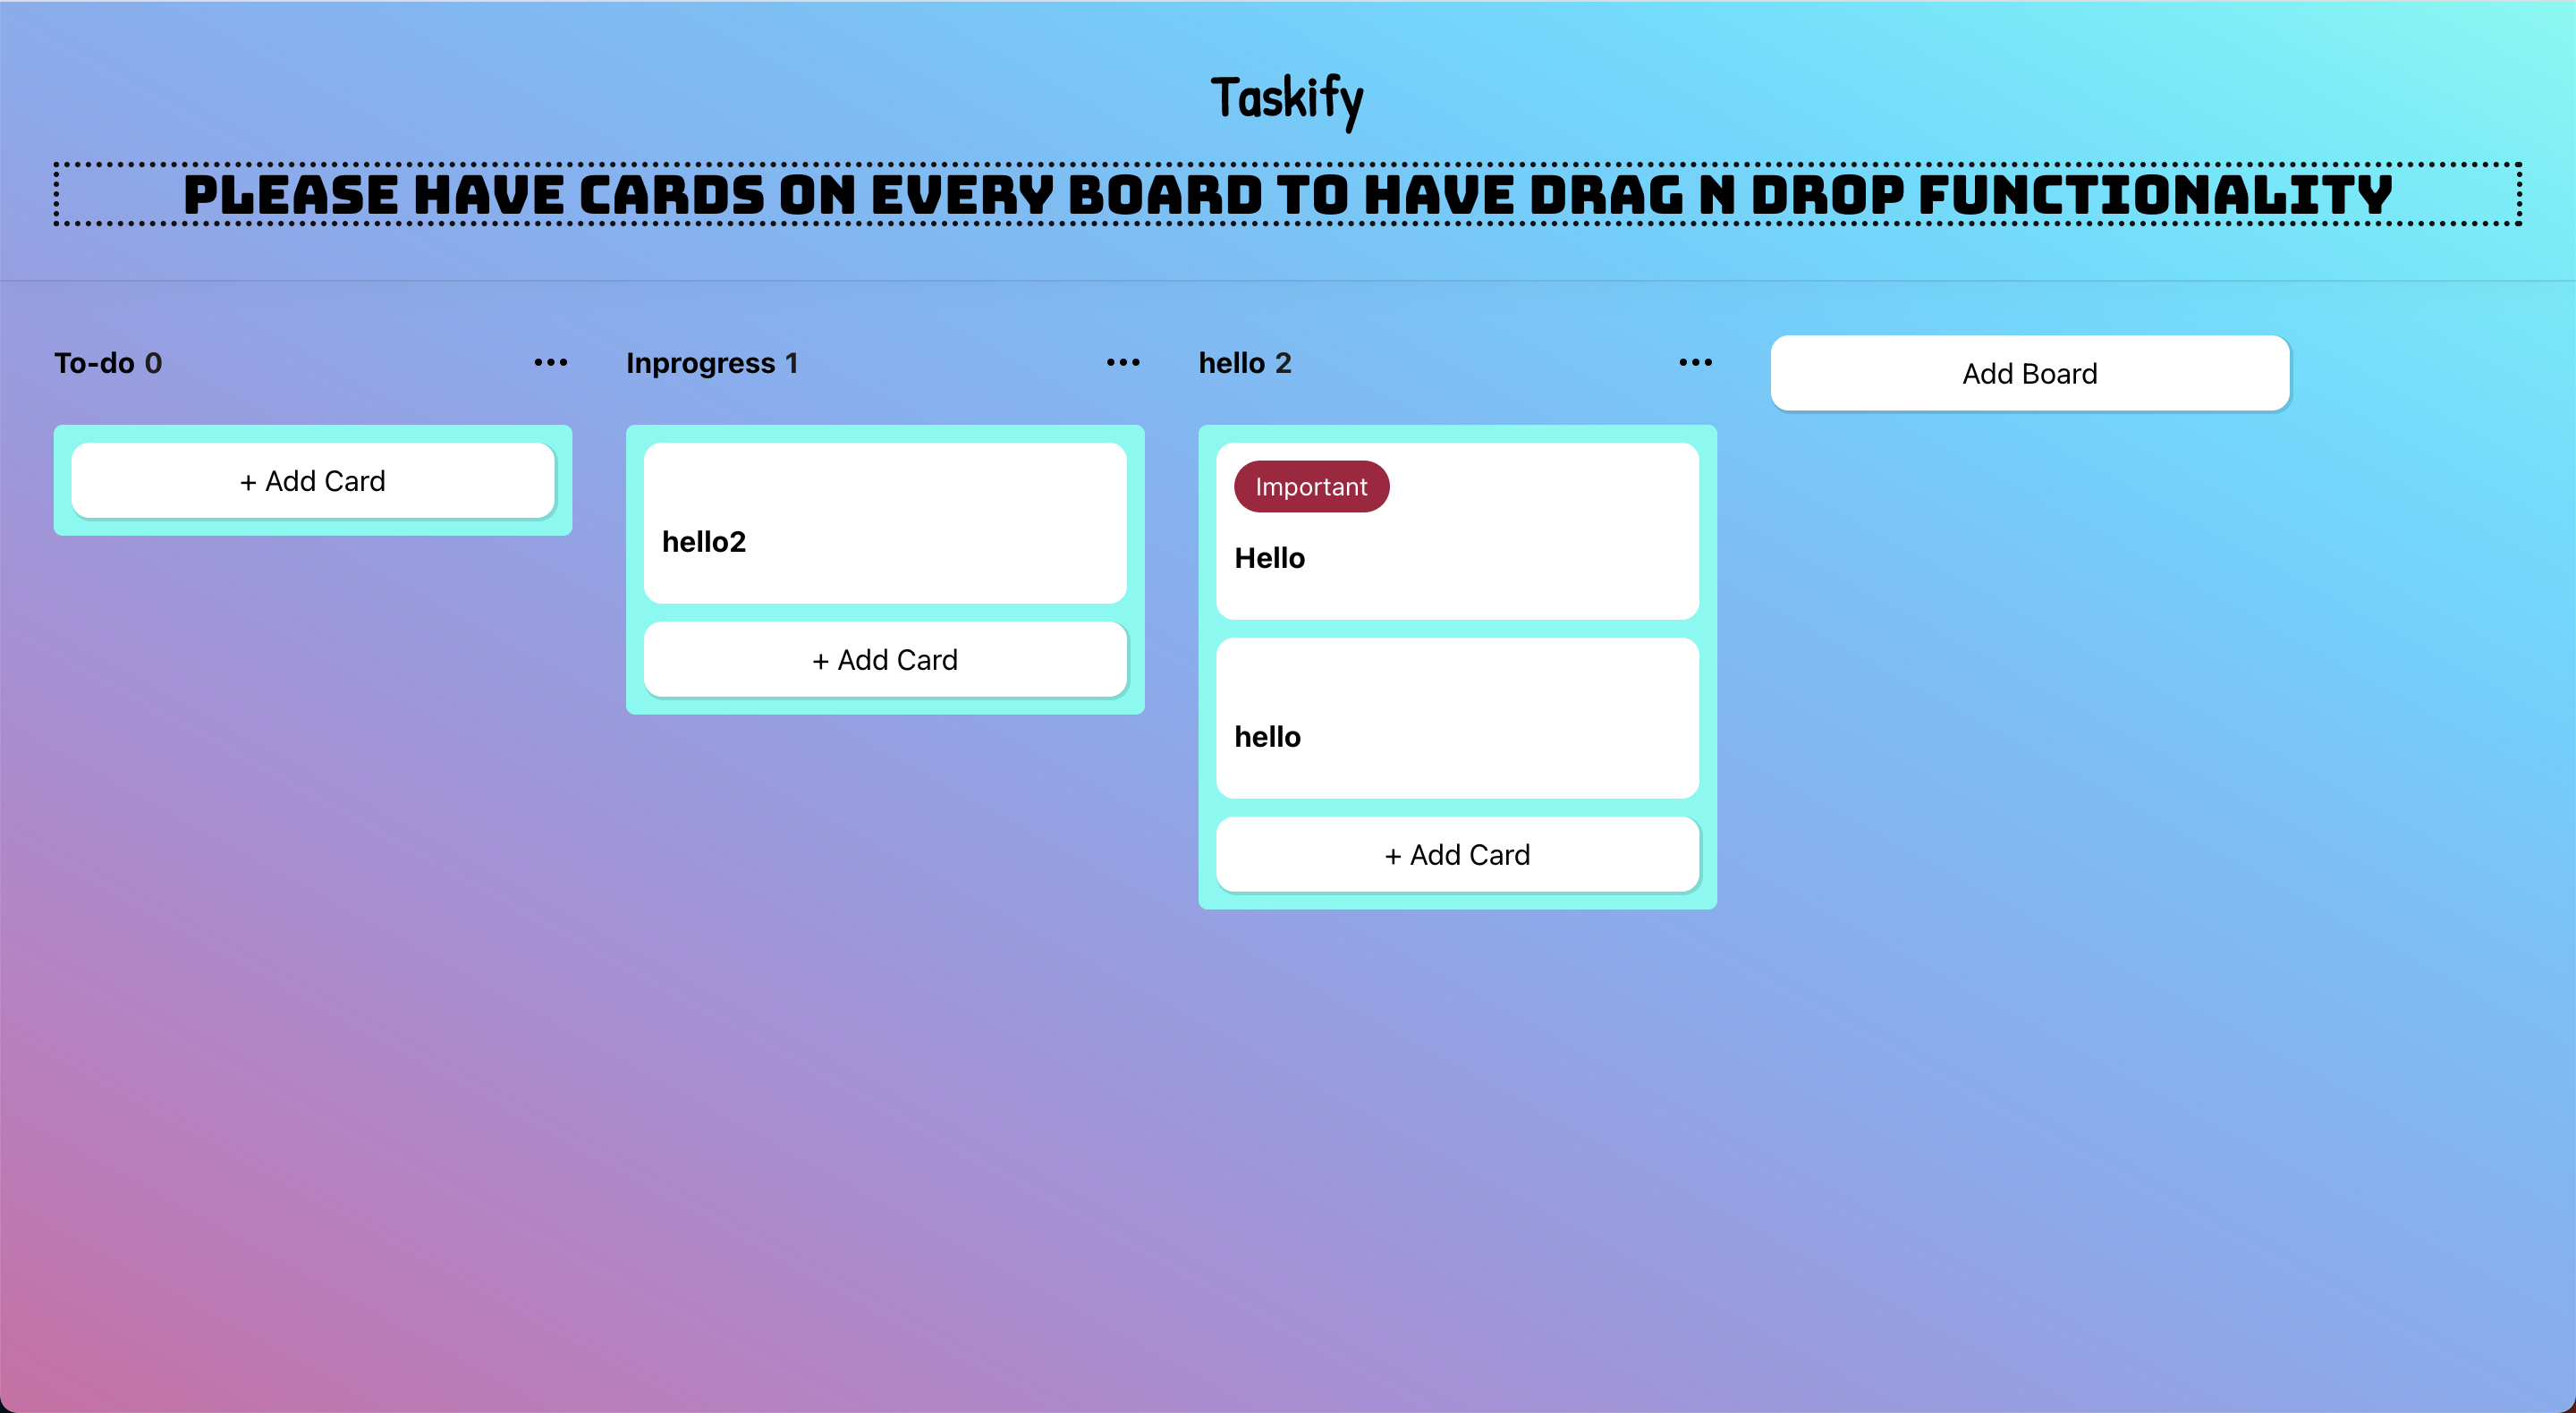 Taskify
PLEASE HAVE CARDS ON EVERY BOARD TO HAVE DRAG N DROP FUNCTIONALITY
To-do 0
+ Add Card
Inprogress 1
hello2
+ Add Card
hello 2
Important
Hello
hello
+ Add Card
Add Board